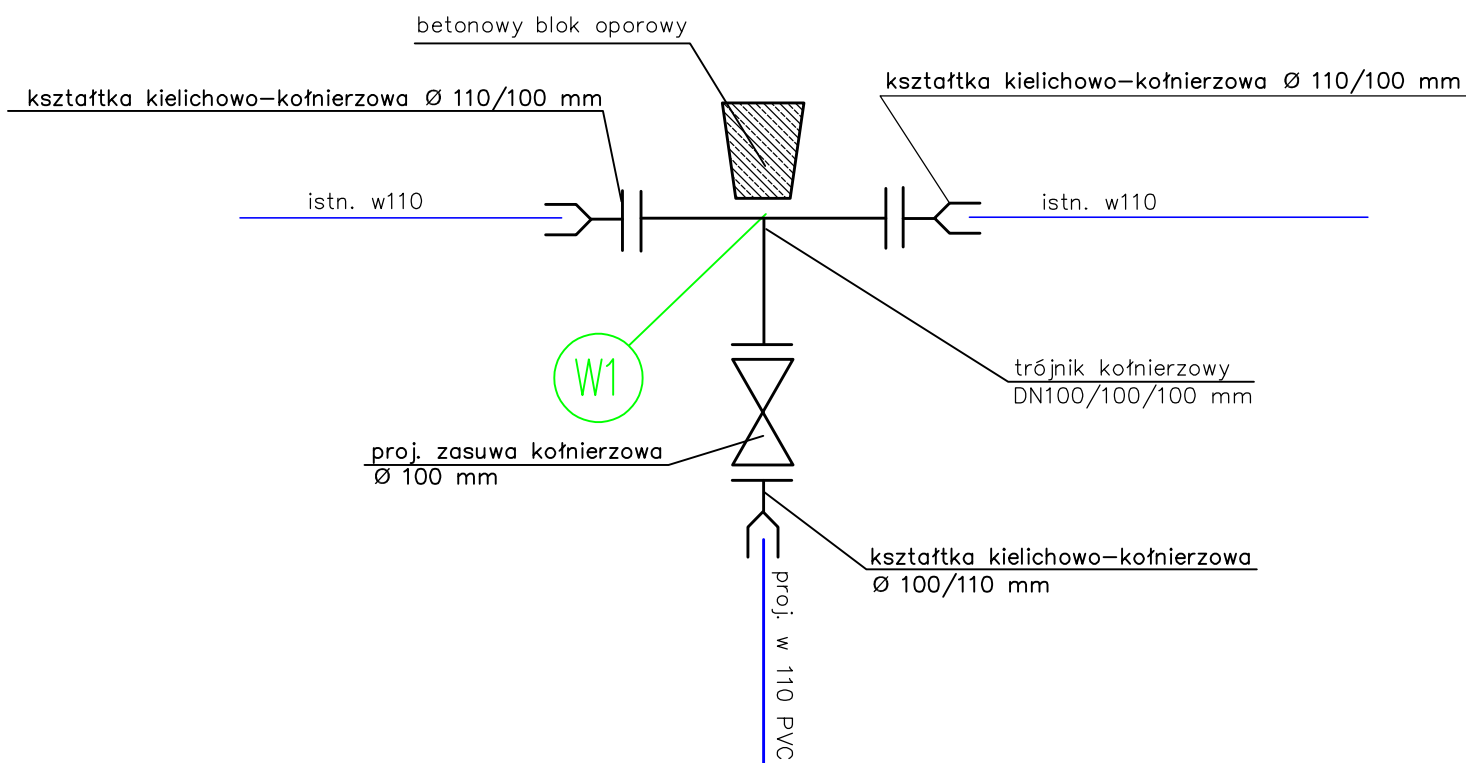 betonowy blok oporowy
kształtka kielichowo-kołnierzowa Ø 110/100 mm
kształtka kielichowo-kołnierzowa Ø 110/100 mm
istn. w110
istn. w110
W1
trójnik kołnierzowy
DN100/100/100 mm
proj. zasuwa kołnierzowa
Ø 100 mm
kształtka kielichowo-kołnierzowa
Ø 100/110 mm
proj. w 110 PVC